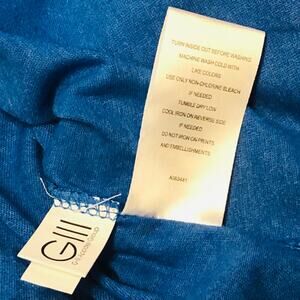 TURN INSIDE OUT BEFORE WASHING
MACHINE WASH COLD WITH
LIKE COLORS
USE ONLY NON-CHLORINE BLEACH
IF NEEDED
TUMBLE DRY LOW
COOL IRON ON REVERSE SIDE
IF NEEDED
DO NOT IRON ON PRINTS
AND EMBELLISHMENTS
A363441
GIII